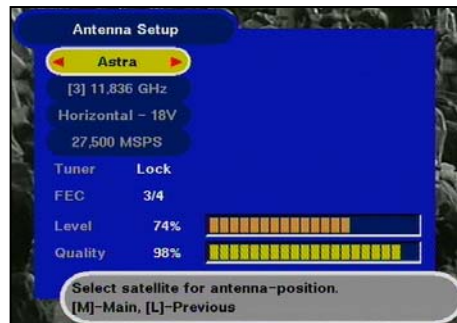 Antenna Setup
Astra
[3] 11,836 GHz
Horizontal - 18V
27,500 MSPS
Tuner Lock
FEC 3/4
Level 74%
Quality 98%
Select satellite for antenna-position.
[M]-Main, [L]-Previous